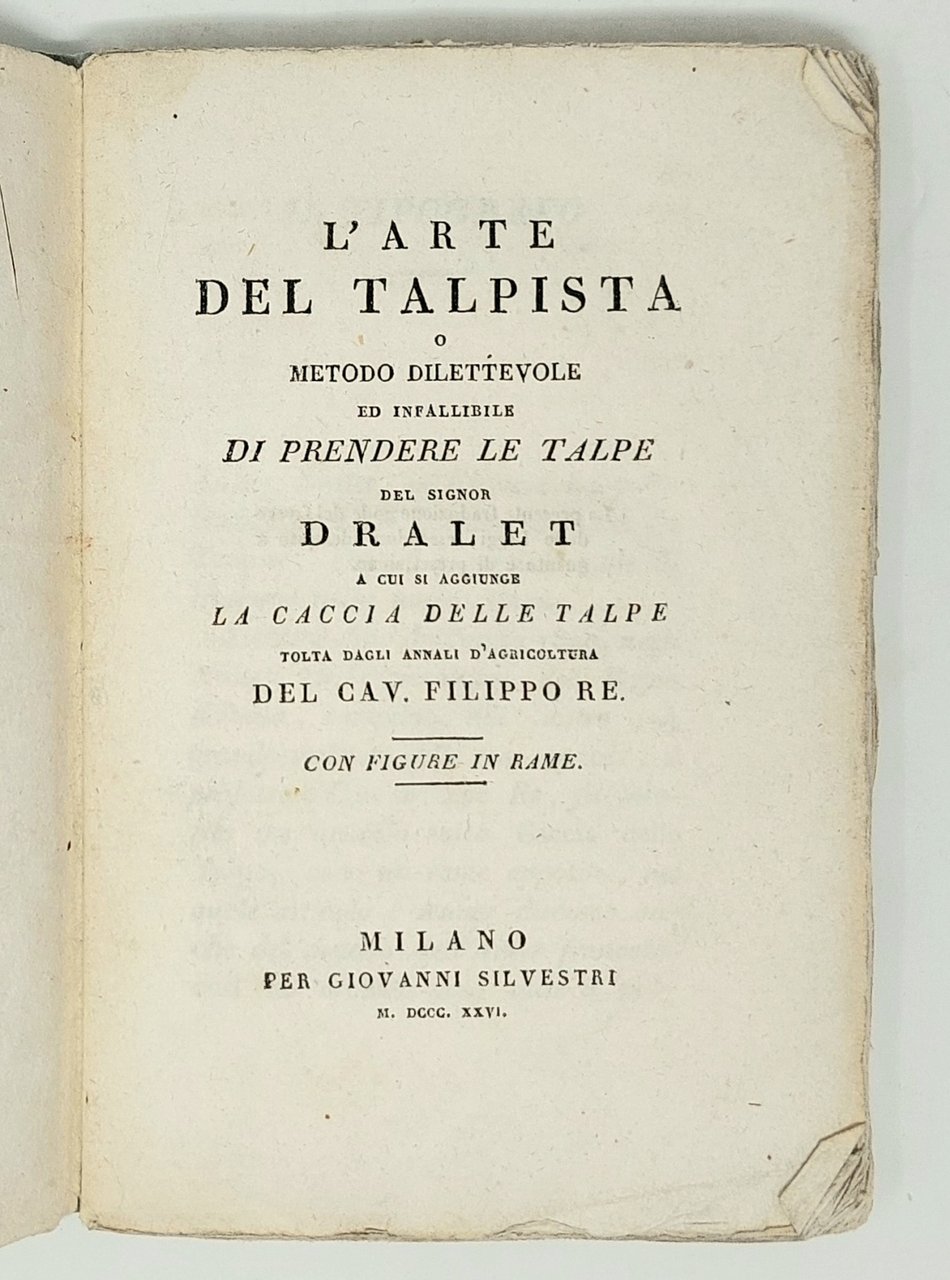 L'ARTE
DEL TALPISTA
O
METODO DILETTEVOLE
ED INFALLIBILE
DI PRENDERE LE TALPE
DEL SIGNOR
DRALET
A CUI SI AGGIUNGE
LA CACCIA DELLE TALPE
TOLTA DAGLI ANNALI D'AGRICOLTURA
DEL CAV. FILIPPO RE.
CON FIGURE IN RAME.
MILANO
PER GIOVANNI SILVESTRI
M. DCCC. XXVI.